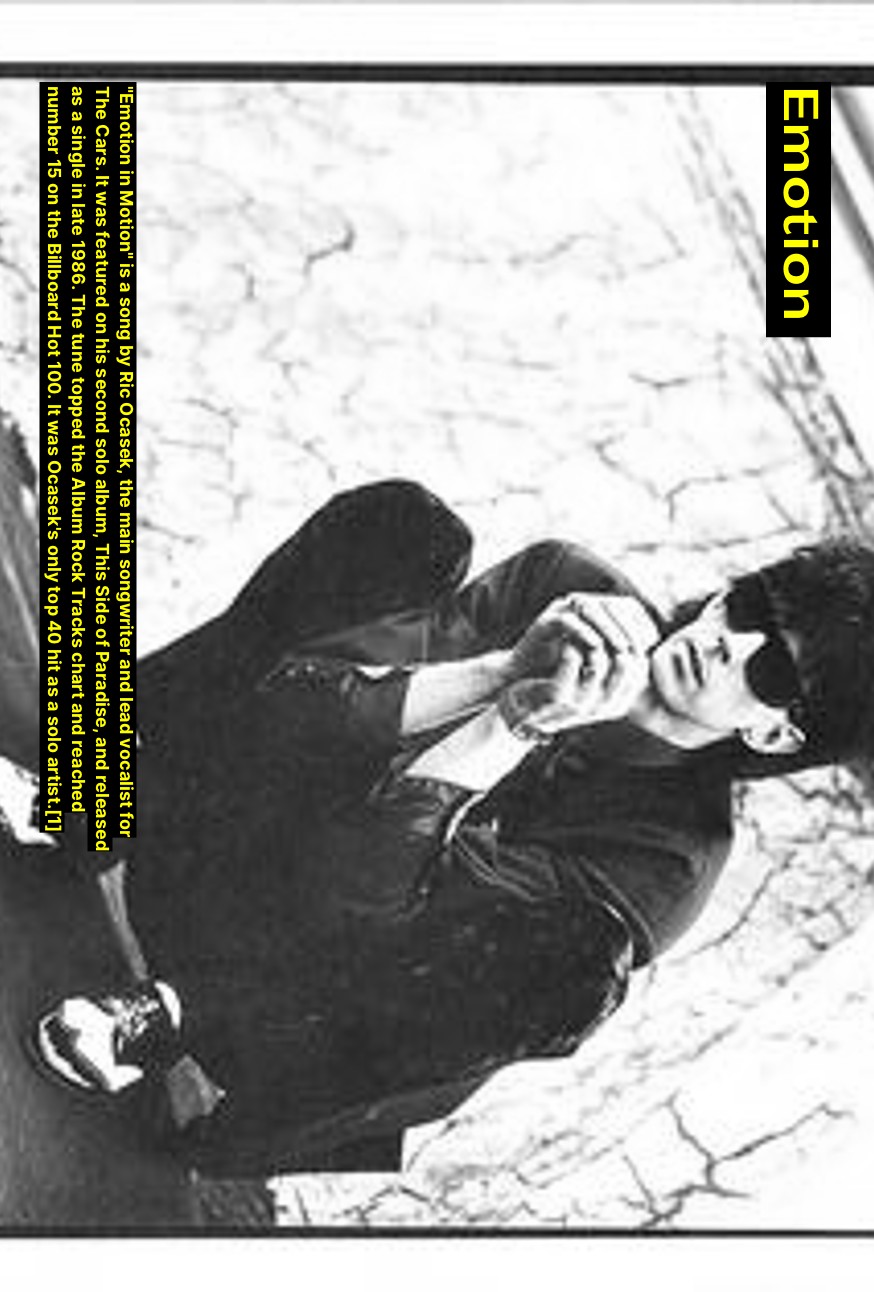 Emotion
"Emotion in Motion" is a song by Ric Ocasek, the main songwriter and lead vocalist for
The Cars. It was featured on his second solo album, This Side of Paradise, and released
as a single in late 1986. The tune topped the Album Rock Tracks chart and reached
number 15 on the Billboard Hot 100. It was Ocasek's only top 40 hit as a solo artist.[1]